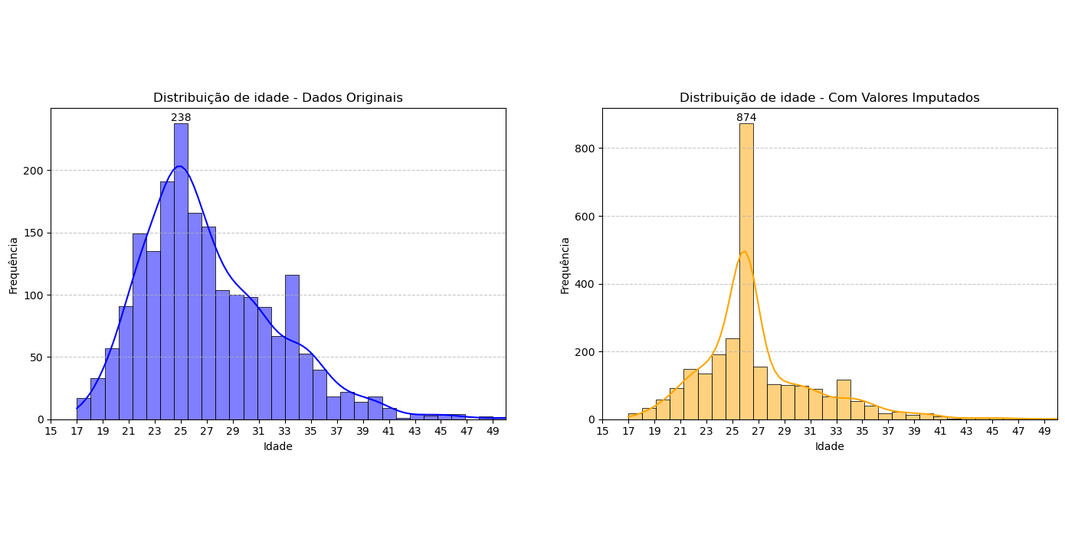 Distribuição de idade - Dados Originais
238
200
150
100
50
0
Frequência
15 17 19 21 23 25 27 29 31 33 35 37 39 41 43 45 47 49
Idade
Distribuição de idade - Com Valores Imputados
874
800
600
400
200
0
Frequência
15 17 19 21 23 25 27 29 31 33 35 37 39 41 43 45 47 49
Idade